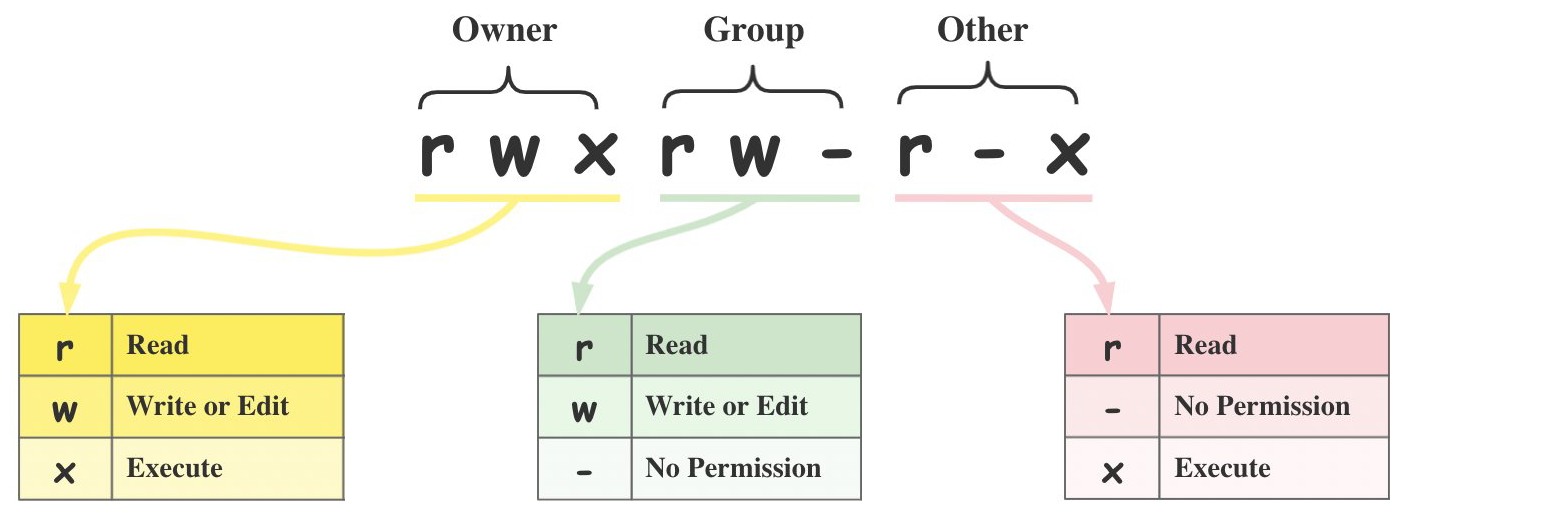 Owner Group Other
r w x r w - r - x
r Read
w Write or Edit
x Execute
r Read
w Write or Edit
- No Permission
r Read
- No Permission
x Execute